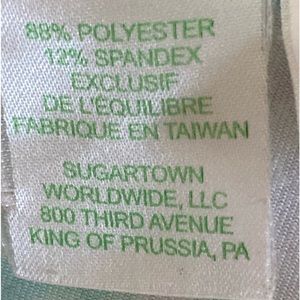 88% POLYESTER
12% SPANDEX
EXCLUSIF
DE L'EQUILIBRE
FABRIQUE EN TAIWAN
SUGARTOWN
WORLDWIDE, LLC
800 THIRD AVENUE
KING OF PRUSSIA, PA